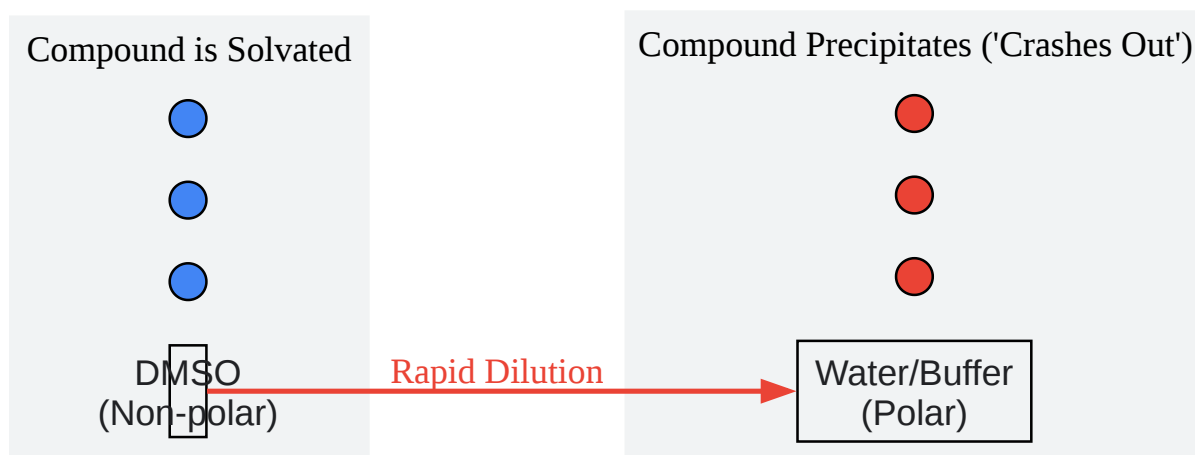 Compound is Solvated
Compound Precipitates ('Crashes Out')
DMSO
(Non-polar)
Rapid Dilution
Water/Buffer
(Polar)